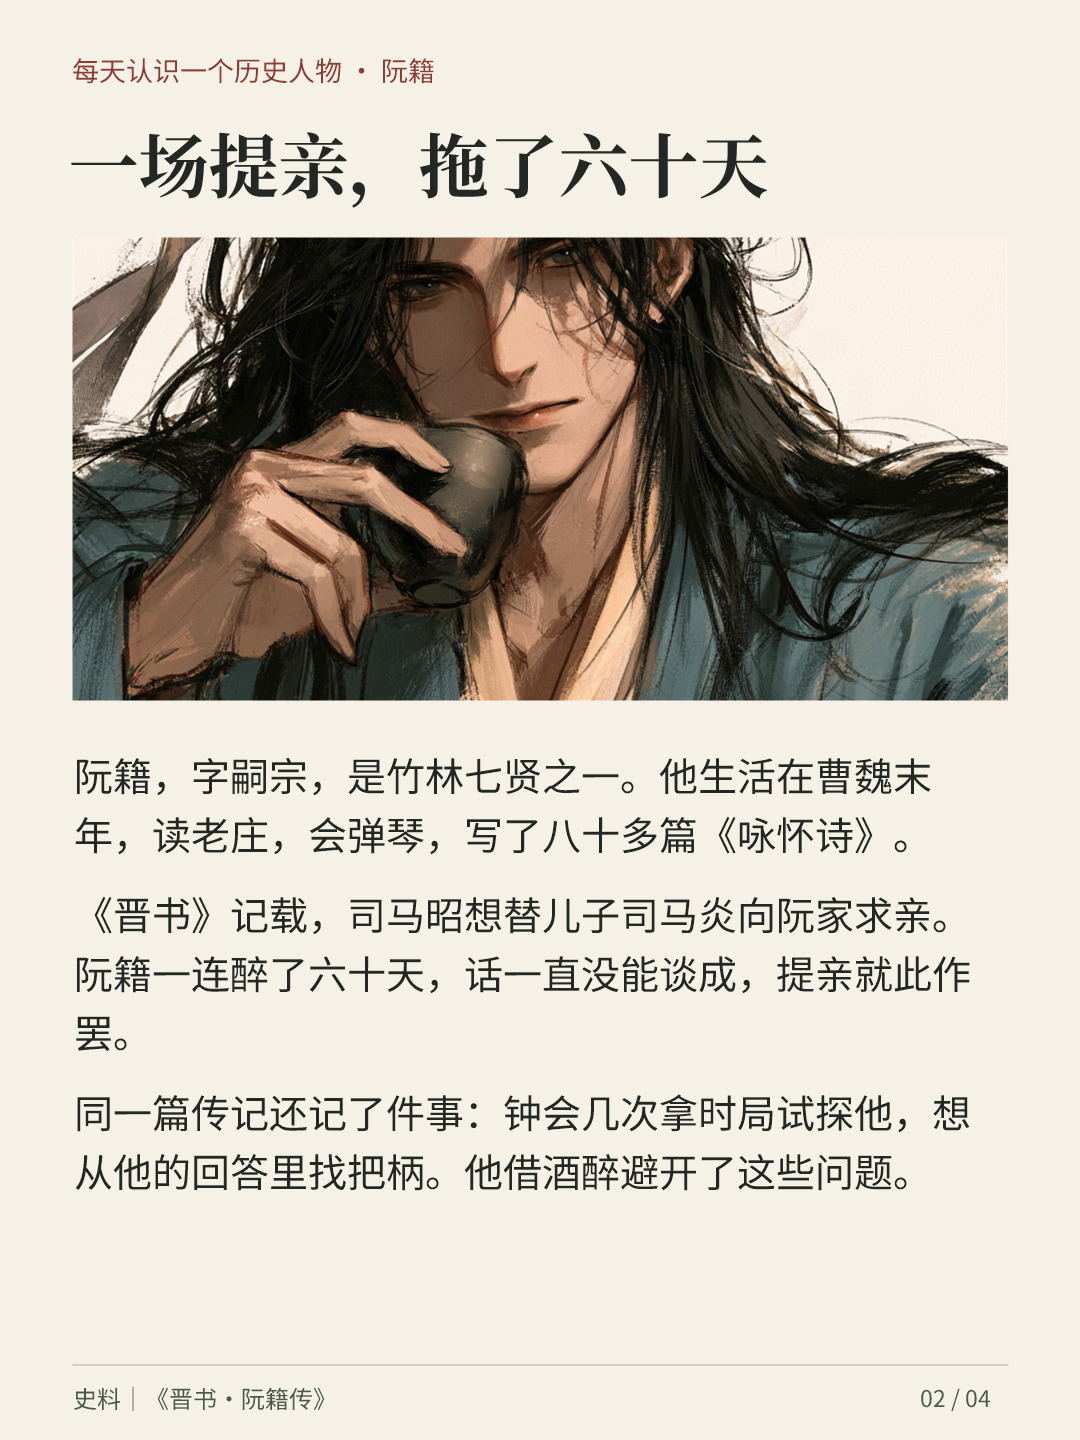 每天认识一个历史人物 · 阮籍
一场提亲，拖了六十天
阮籍，字嗣宗，是竹林七贤之一。他生活在曹魏末
年，读老庄，会弹琴，写了八十多篇《咏怀诗》。
《晋书》记载，司马昭想替儿子司马炎向阮家求亲。
阮籍一连醉了六十天，话一直没能谈成，提亲就此作
罢。
同一篇传记还记了件事：钟会几次拿时局试探他，想
从他的回答里找把柄。他借酒醉避开了这些问题。
史料｜《晋书·阮籍传》
02 / 04